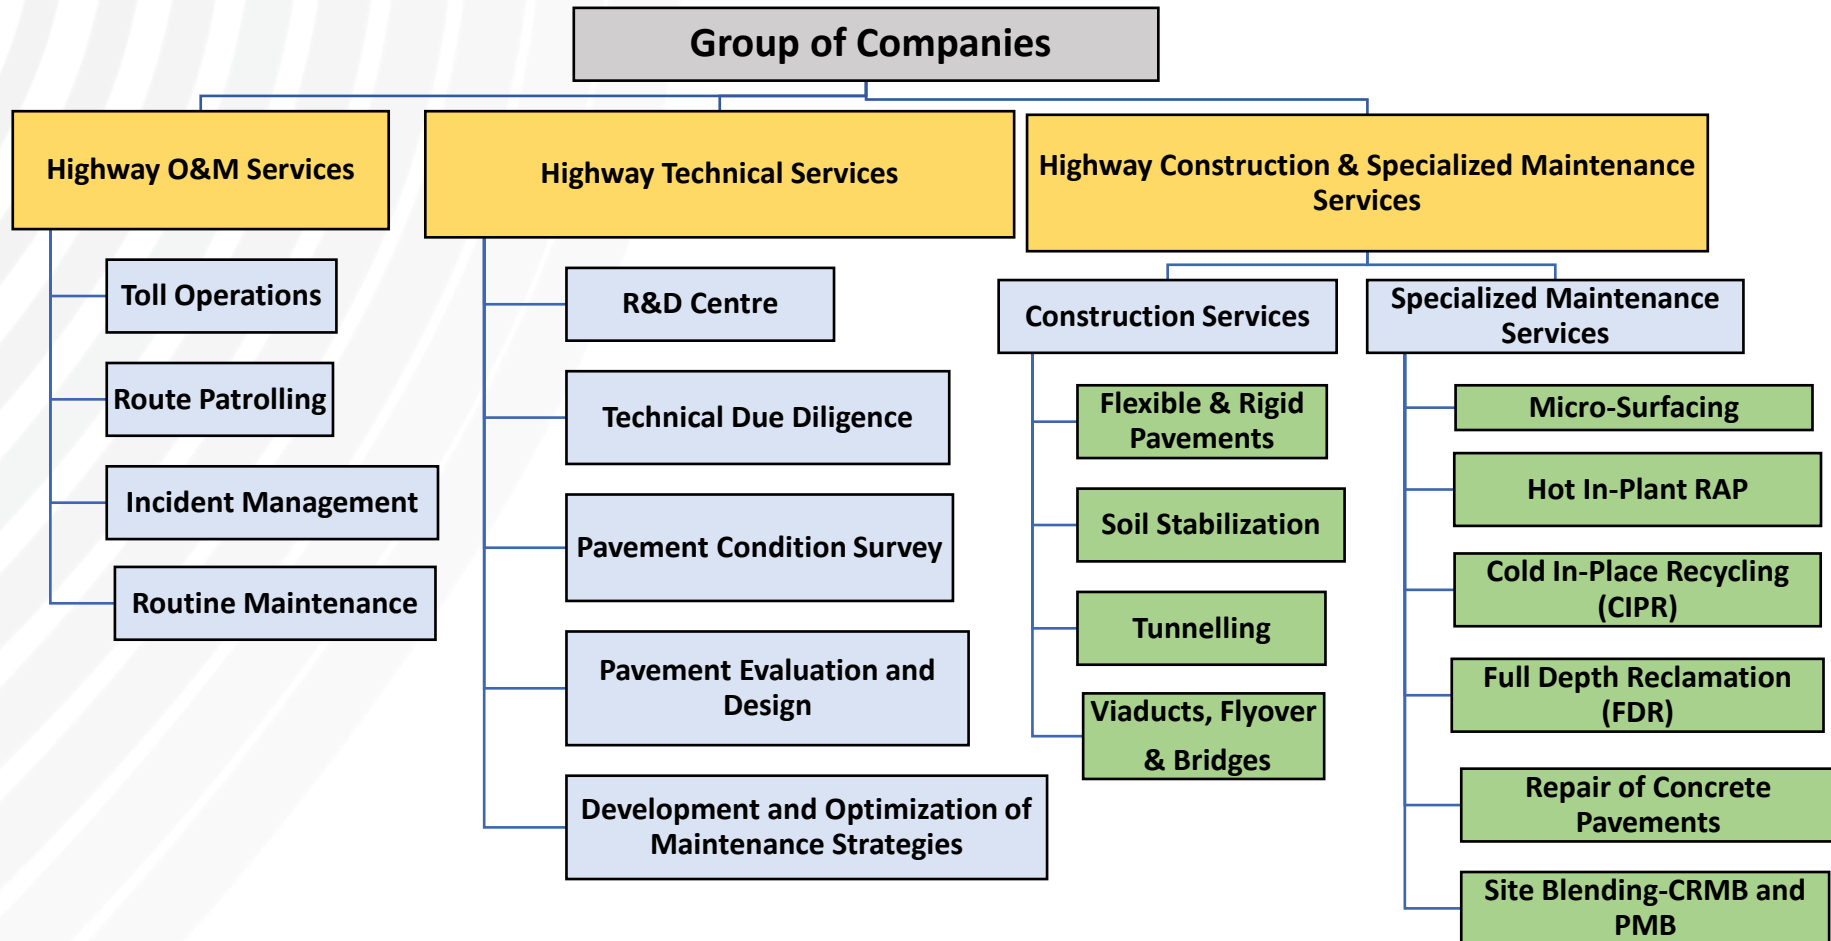 Group of Companies
Highway O&M Services
Toll Operations
Route Patrolling
Incident Management
Routine Maintenance
Highway Technical Services
R&D Centre
Technical Due Diligence
Pavement Condition Survey
Pavement Evaluation and
Design
Development and Optimization of
Maintenance Strategies
Highway Construction & Specialized Maintenance
Services
Construction Services
Flexible & Rigid
Pavements
Soil Stabilization
Tunnelling
Viaducts, Flyover
& Bridges
Specialized Maintenance
Services
Micro-Surfacing
Hot In-Plant RAP
Cold In-Place Recycling
(CIPR)
Full Depth Reclamation
(FDR)
Repair of Concrete
Pavements
Site Blending-CRMB and
PMB